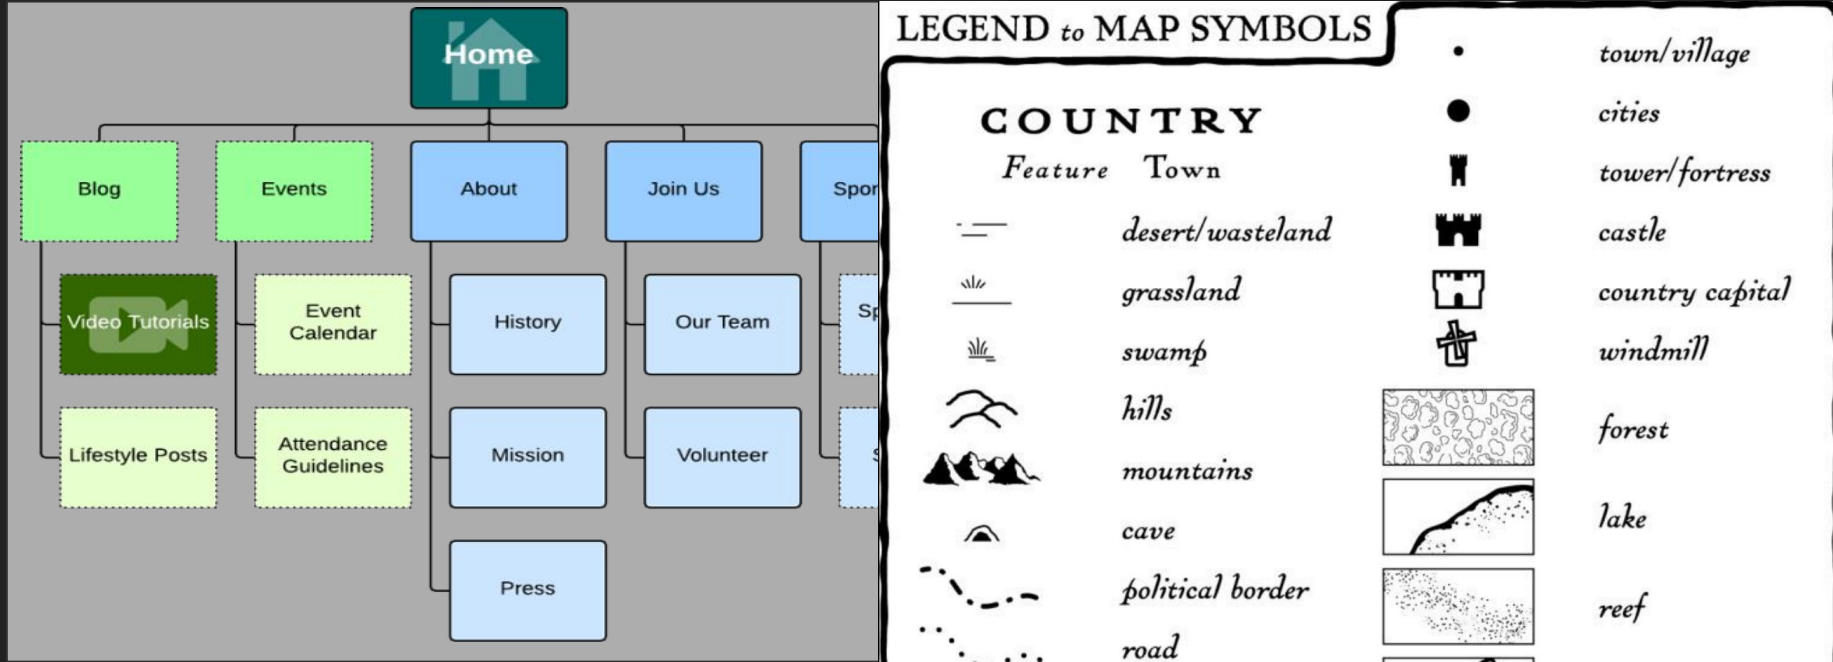 Home
Blog
Events
About
Join Us
Video Tutorials
Event
Calendar
History
Our Team
Lifestyle Posts
Attendance
Guidelines
Mission
Volunteer
Press
LEGEND to MAP SYMBOLS
COUNTRY
Feature Town
desert/wasteland
grassland
swamp
hills
mountains
cave
political border
road
town/village
cities
tower/fortress
castle
country capital
windmill
forest
lake
reef